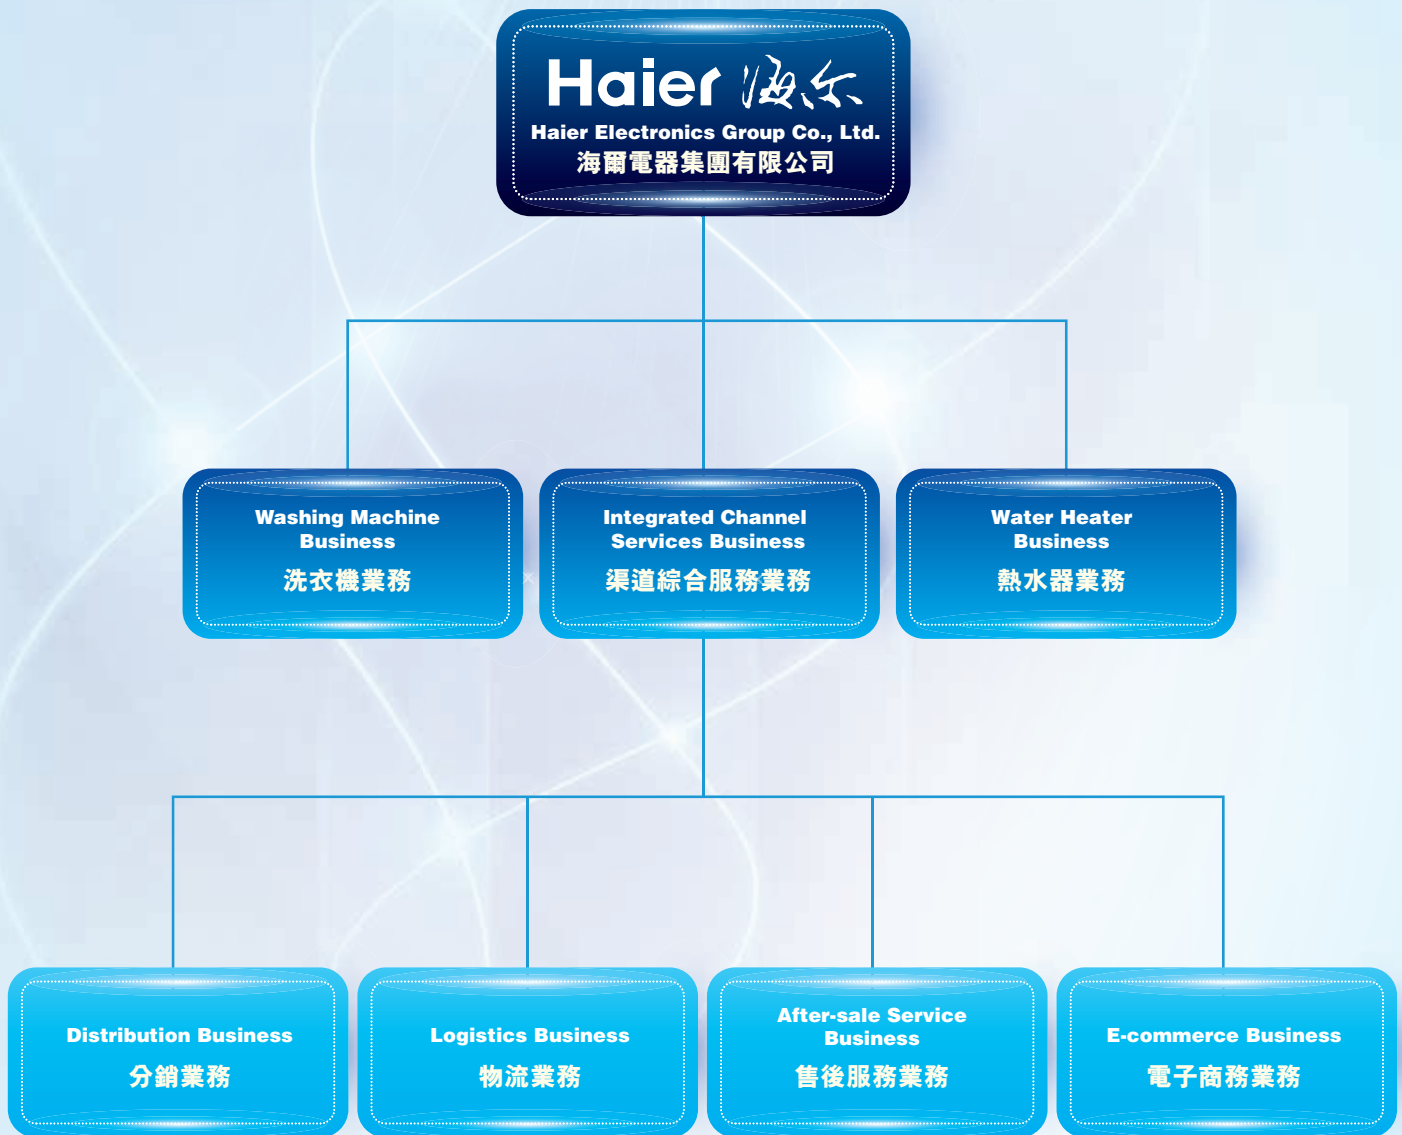 Haier 海尔
Haier Electronics Group Co., Ltd.
海爾電器集團有限公司
Washing Machine
Business
洗衣機業務
Integrated Channel
Services Business
渠道綜合服務業務
Water Heater
Business
熱水器業務
Distribution Business
分銷業務
Logistics Business
物流業務
After-sale Service
Business
售後服務業務
E-commerce Business
電子商務業務